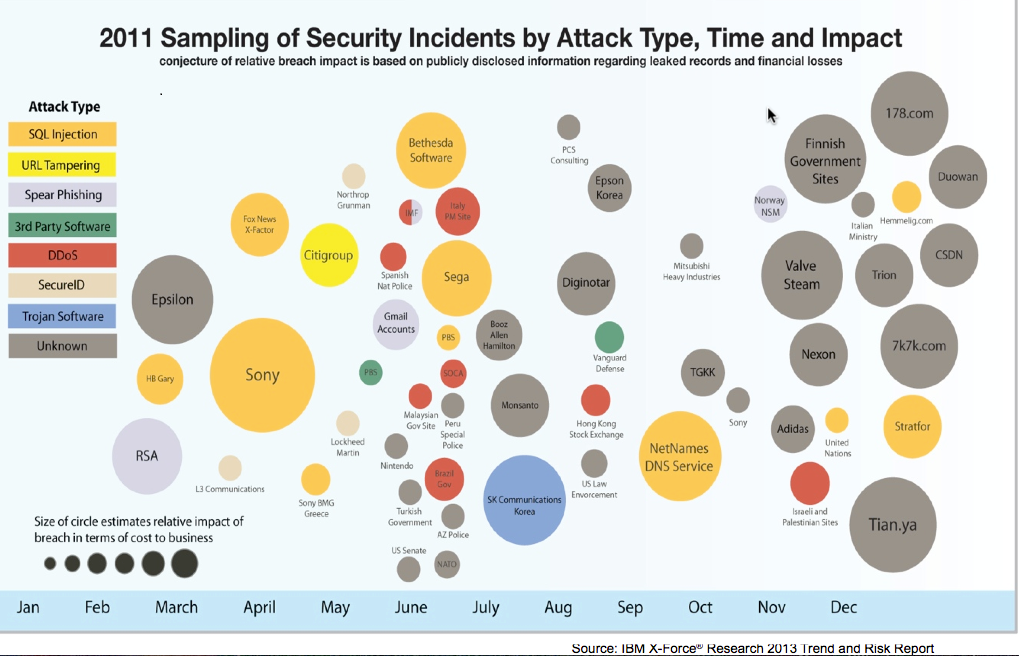 2011 Sampling of Security Incidents by Attack Type, Time and Impact
conjecture of relative breach impact is based on publicly disclosed information regarding leaked records and financial losses
Attack Type
SQL Injection
URL Tampering
Spear Phishing
3rd Party Software
DDoS
SecureID
Trojan Software
Unknown
Epsilon
HB Gary
RSA
Fox News
X-Factor
Sony
L3 Communications
Citigroup
Northrop
Grunman
Lockheed
Martin
Sony BMG
Greece
Bethesda
Software
IMF
Italy
PM Site
Spanish
Nat Police
Sega
Gmail
Accounts
PBS
Booz
Allen
Hamilton
PBS
SOCA
Malaysian
Gov Site
Peru
Special
Police
Monsanto
Nintendo
Brazil
Gov
Turkish
Government
SK Communications
Korea
AZ Police
US Senate
NATO
PCS
Consulting
Epson
Korea
Diginotar
Vanguard
Defense
Hong Kong
Stock Exchange
US Law
Envorcement
Mitsubishi
Heavy Industries
TGKK
Sony
NetNames
DNS Service
Norway
NSM
Finnish
Government
Sites
178.com
Duowan
Italian
Ministry
Hemmelig.com
Valve
Steam
Trion
CSDN
Nexon
7k7k.com
Adidas
United
Nations
Stratfor
Israeli and
Palestinian Sites
Tian.ya
Size of circle estimates relative impact of
breach in terms of cost to business
Jan Feb March April May June July Aug Sep Oct Nov Dec
Source: IBM X-Force® Research 2013 Trend and Risk Report